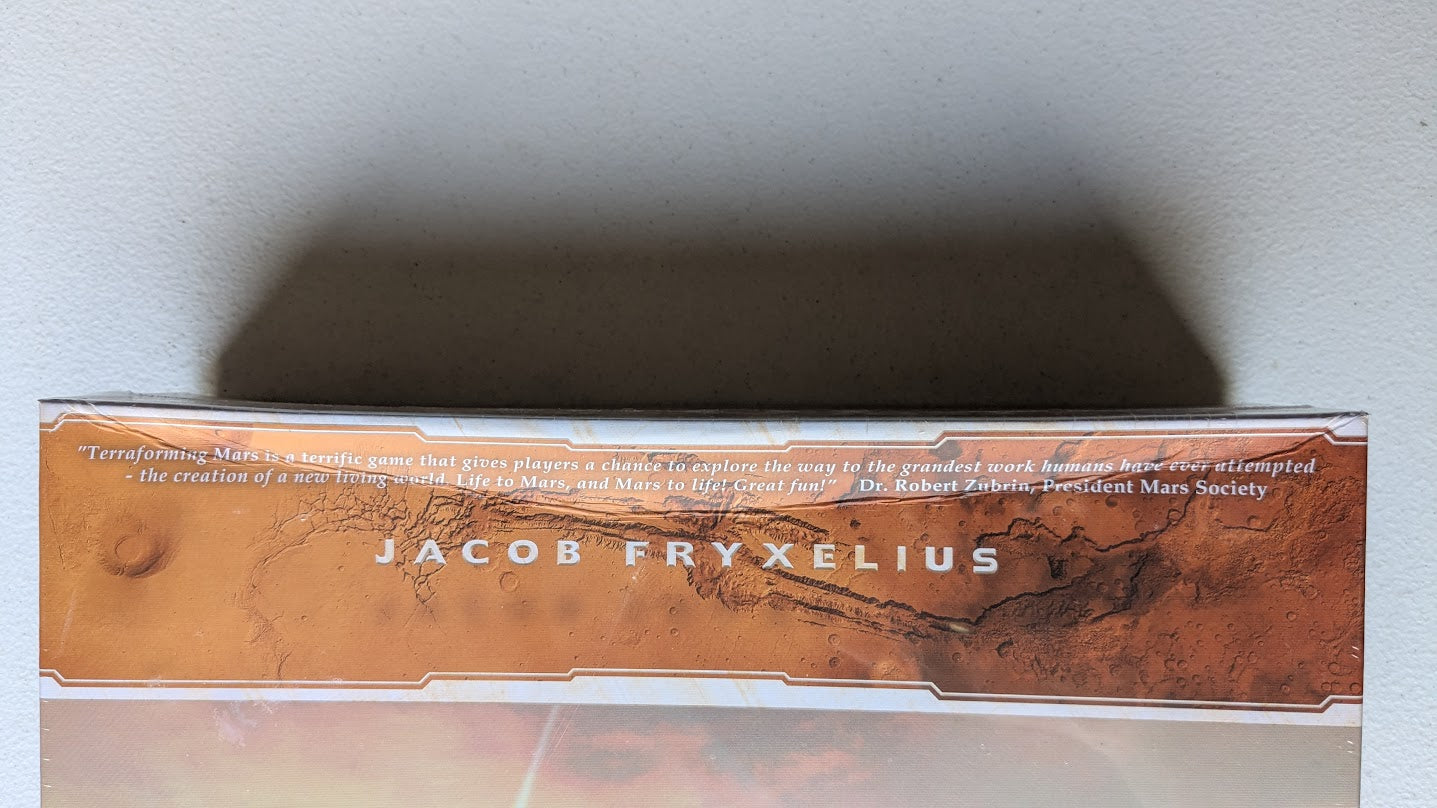 "Terraforming Mars is a terrific game that gives players a chance to explore the way to the grandest work humans have ever attempted
- the creation of a new living world. Life to Mars, and Mars to life! Great fun!" Dr. Robert Zubrin, President Mars Society
JACOB FRYXELIUS